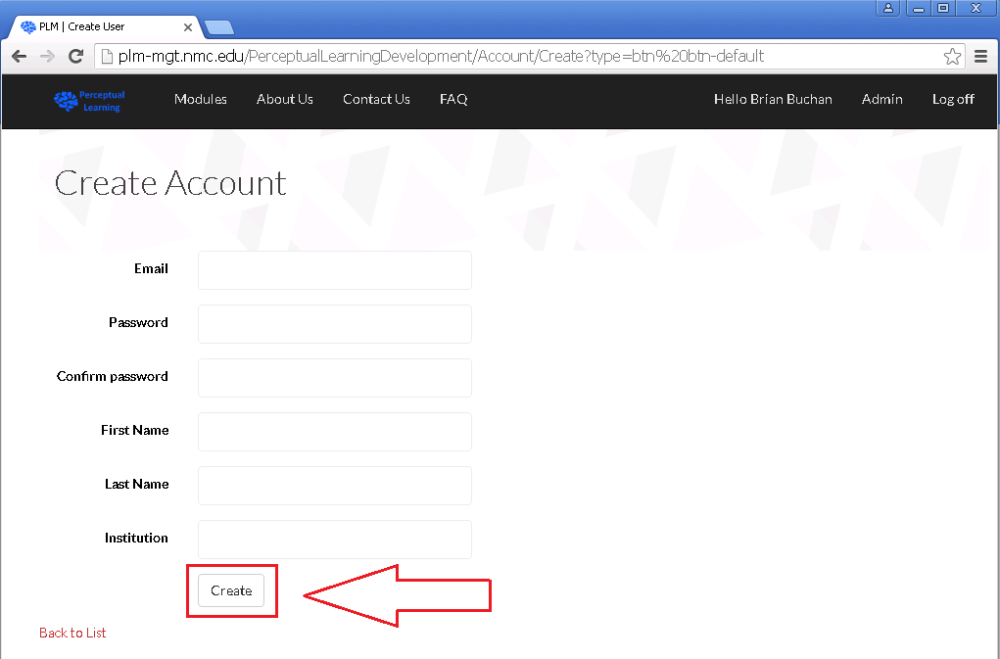 PLM | Create User
plm-mgt.nmc.edu/PerceptualLearningDevelopment/Account/Create?type=btn%20btn-default
Perceptual
Learning
Modules
About Us
Contact Us
FAQ
Hello Brian Buchan
Admin
Log off
Create Account
Email
Password
Confirm password
First Name
Last Name
Institution
Create
Back to List